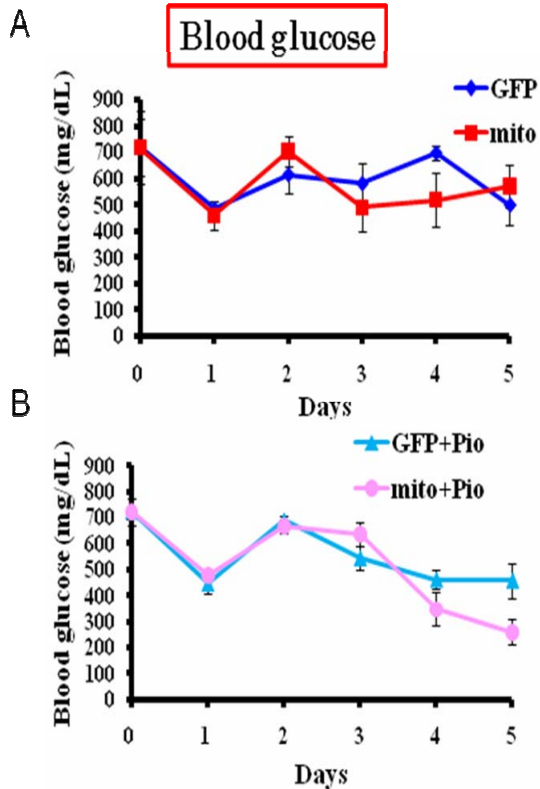 A
Blood glucose
GFP
mito
Blood glucose (mg/dL)
900
800
700
600
500
400
300
200
100
0
0 1 2 3 4 5
Days
B
GFP+Pio
mito+Pio
Blood glucose (mg/dL)
900
800
700
600
500
400
300
200
100
0
0 1 2 3 4 5
Days